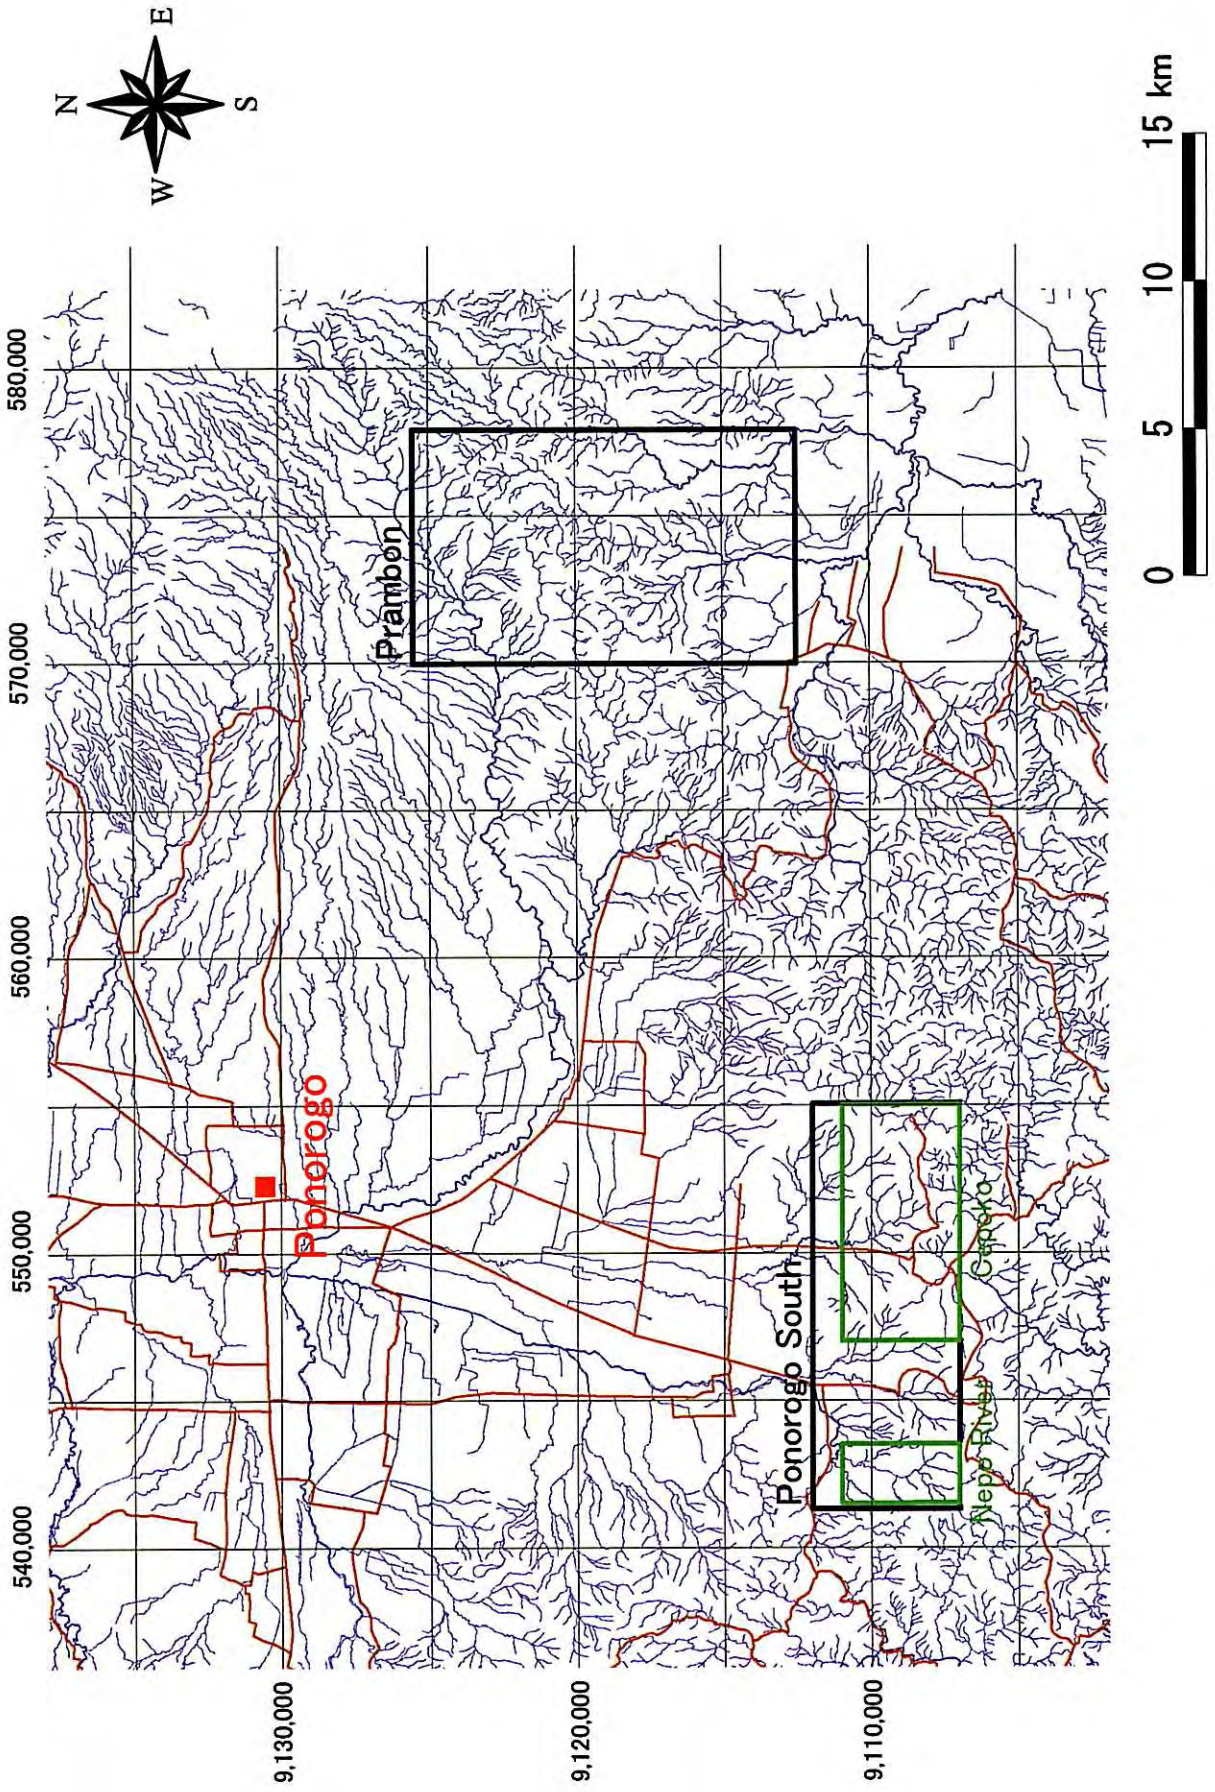 N
W
E
S
540,000
550,000
560,000
570,000
580,000
9,130,000
9,120,000
9,110,000
Ponorogo
Prambon
Ponorogo South
Nepo River
Cepoko
0
5
10
15 km